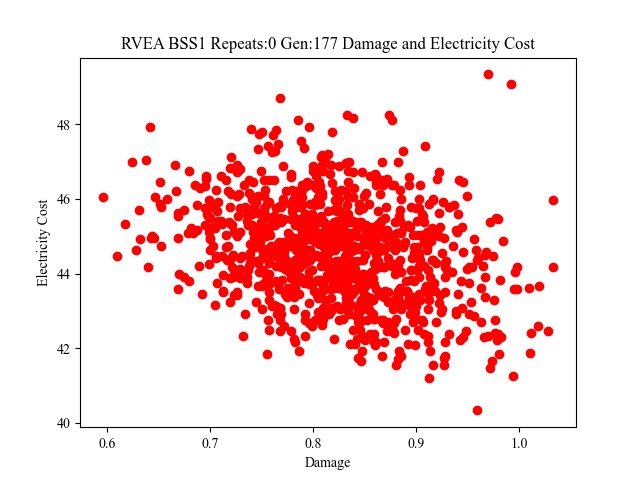 RVEA BSS1 Repeats:0 Gen:177 Damage and Electricity Cost
Electricity Cost
48
46
44
42
40
0.6 0.7 0.8 0.9 1.0
Damage